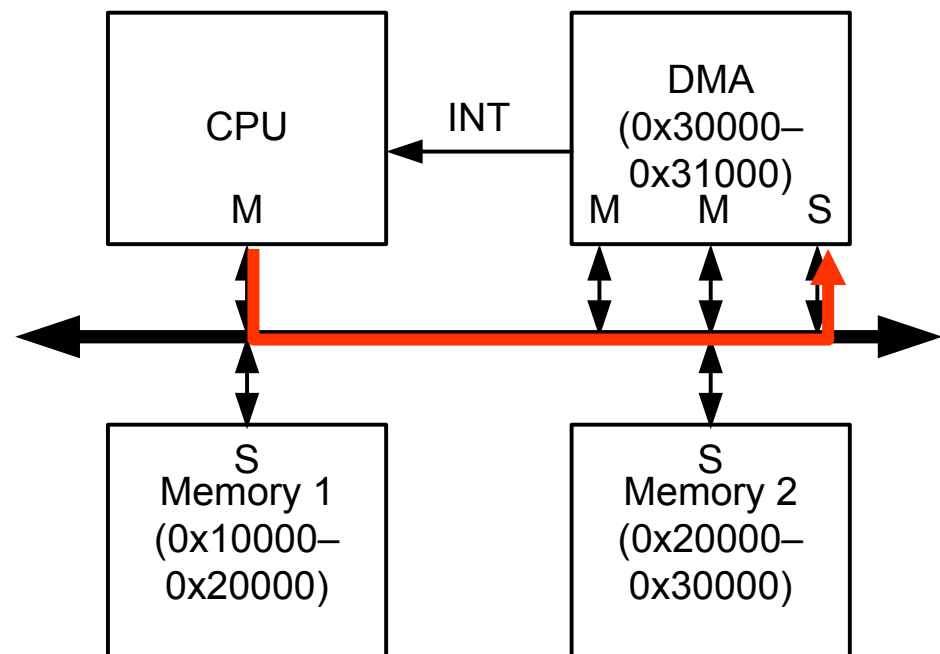 CPU
M
INT
DMA
(0x30000–
0x31000)
M M S
S
Memory 1
(0x10000–
0x20000)
S
Memory 2
(0x20000–
0x30000)